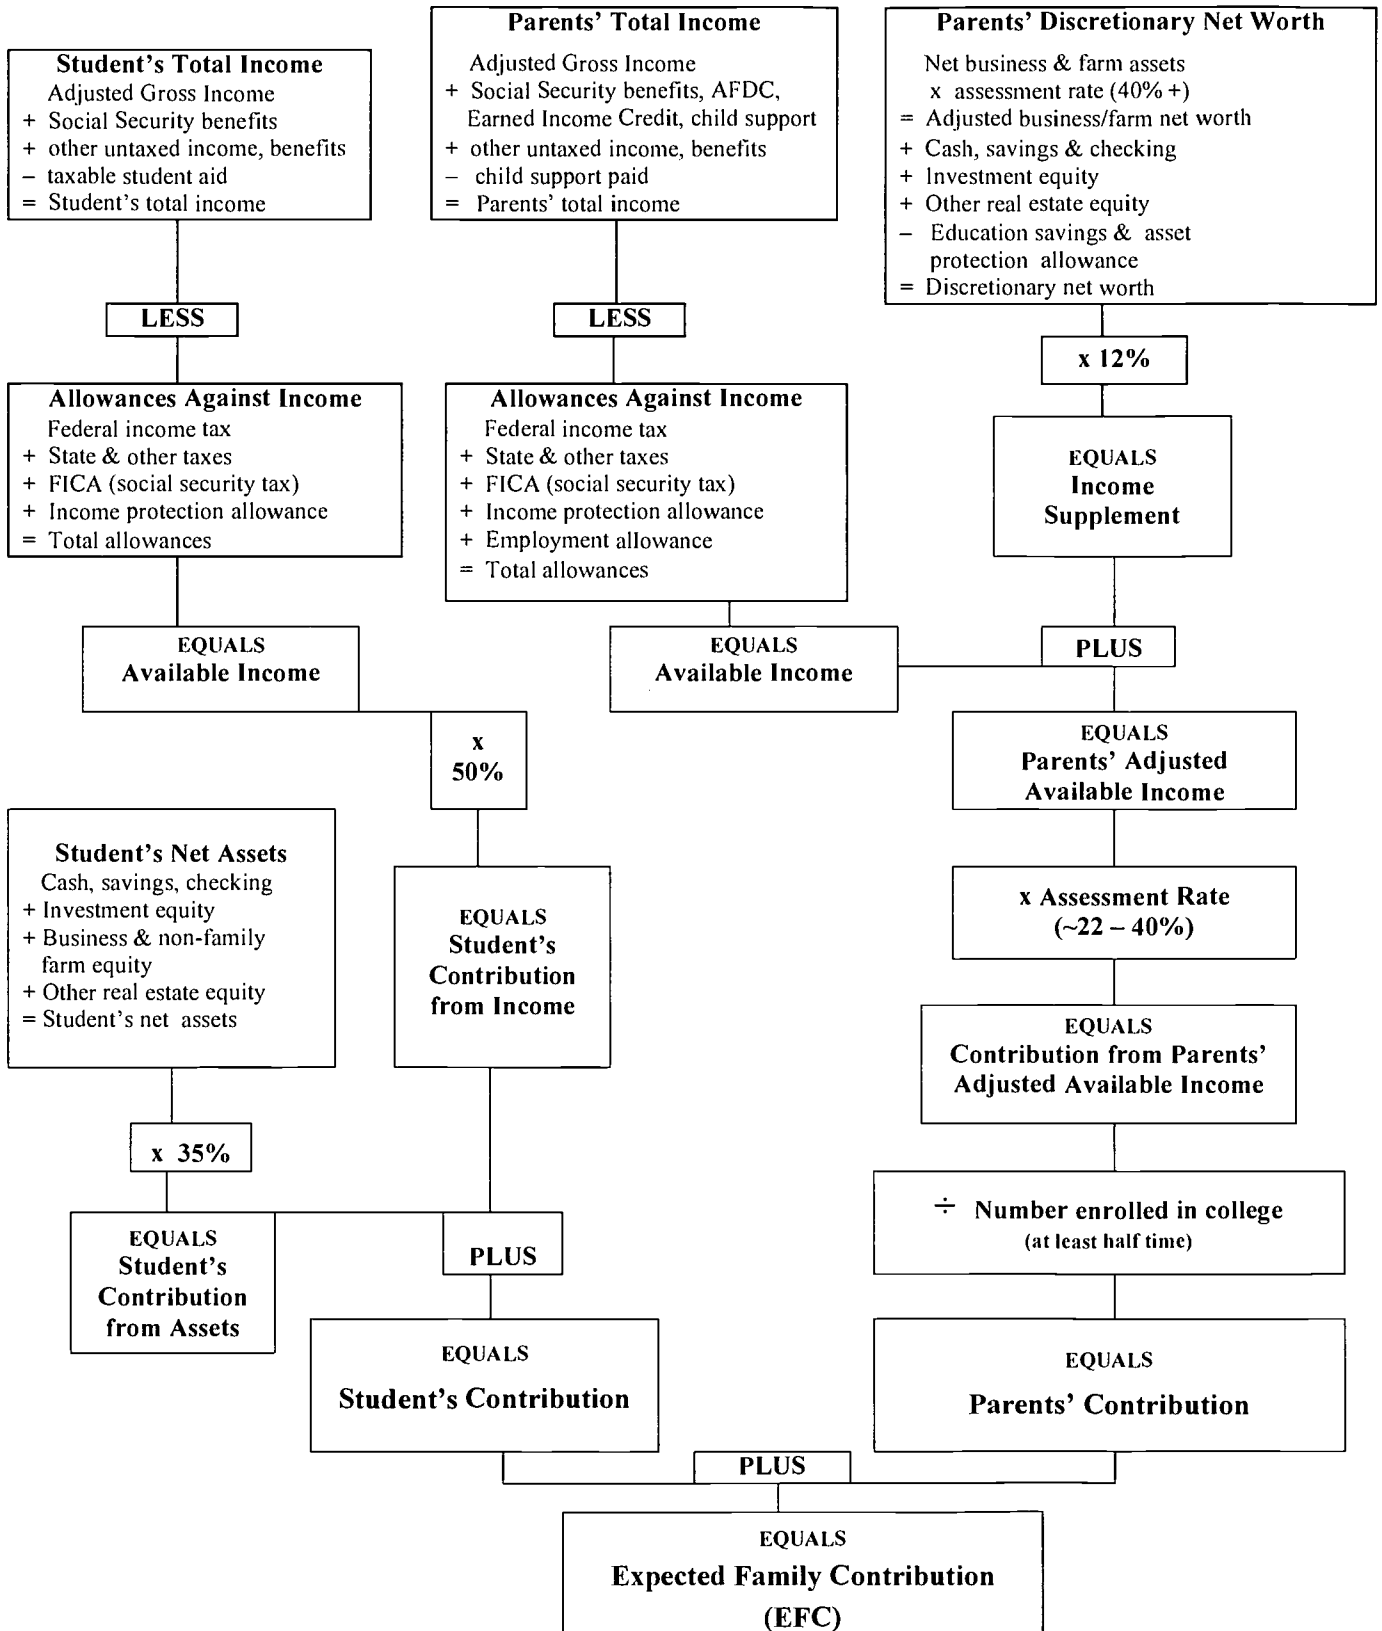 Student's Total Income
Adjusted Gross Income
+ Social Security benefits
+ other untaxed income, benefits
– taxable student aid
= Student's total income
Parents' Total Income
Adjusted Gross Income
+ Social Security benefits, AFDC,
Earned Income Credit, child support
+ other untaxed income, benefits
– child support paid
= Parents' total income
Parents' Discretionary Net Worth
Net business & farm assets
x assessment rate (40% +)
= Adjusted business/farm net worth
+ Cash, savings & checking
+ Investment equity
+ Other real estate equity
– Education savings & asset
protection allowance
= Discretionary net worth
LESS
LESS
x 12%
Allowances Against Income
Federal income tax
+ State & other taxes
+ FICA (social security tax)
+ Income protection allowance
= Total allowances
Allowances Against Income
Federal income tax
+ State & other taxes
+ FICA (social security tax)
+ Income protection allowance
+ Employment allowance
= Total allowances
EQUALS
Income
Supplement
EQUALS
Available Income
EQUALS
Available Income
PLUS
x
50%
EQUALS
Parents' Adjusted
Available Income
Student's Net Assets
Cash, savings, checking
+ Investment equity
+ Business & non-family
farm equity
+ Other real estate equity
= Student's net assets
EQUALS
Student's
Contribution
from Income
x Assessment Rate
(~22 – 40%)
EQUALS
Contribution from Parents'
Adjusted Available Income
x 35%
÷ Number enrolled in college
(at least half time)
EQUALS
Student's
Contribution
from Assets
PLUS
EQUALS
Student's Contribution
EQUALS
Parents' Contribution
PLUS
EQUALS
Expected Family Contribution
(EFC)